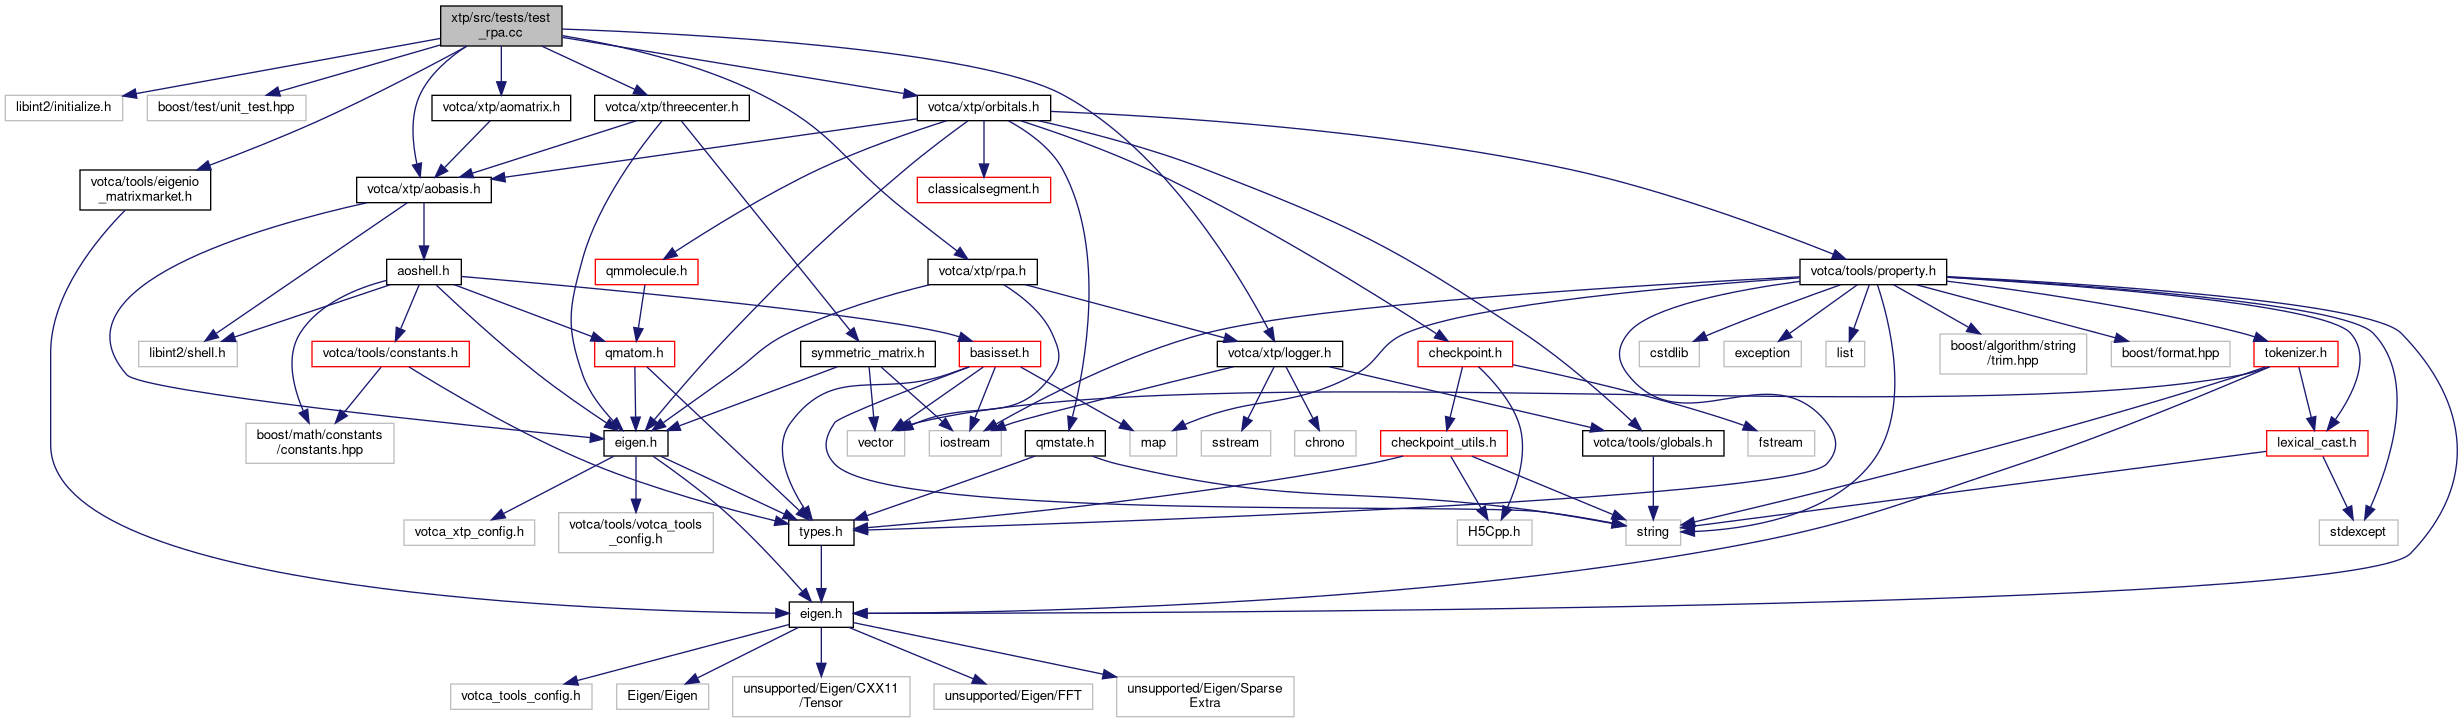 xtp/src/tests/test
_rpa.cc
libint2/initialize.h
boost/test/unit_test.hpp
votca/xtp/aomatrix.h
votca/xtp/threecenter.h
votca/xtp/orbitals.h
votca/tools/eigenio
_matrixmarket.h
votca/xtp/aobasis.h
classicalsegment.h
aoshell.h
qmmolecule.h
votca/xtp/rpa.h
votca/tools/property.h
libint2/shell.h
votca/tools/constants.h
qmatom.h
symmetric_matrix.h
basisset.h
votca/xtp/logger.h
checkpoint.h
cstdlib
exception
list
boost/algorithm/string
/trim.hpp
boost/format.hpp
tokenizer.h
boost/math/constants
/constants.hpp
eigen.h
vector
iostream
qmstate.h
map
sstream
chrono
checkpoint_utils.h
votca/tools/globals.h
fstream
lexical_cast.h
votca_xtp_config.h
votca/tools/votca_tools
_config.h
types.h
H5Cpp.h
string
stdexcept
eigen.h
votca_tools_config.h
Eigen/Eigen
unsupported/Eigen/CXX11
/Tensor
unsupported/Eigen/FFT
unsupported/Eigen/Sparse
Extra